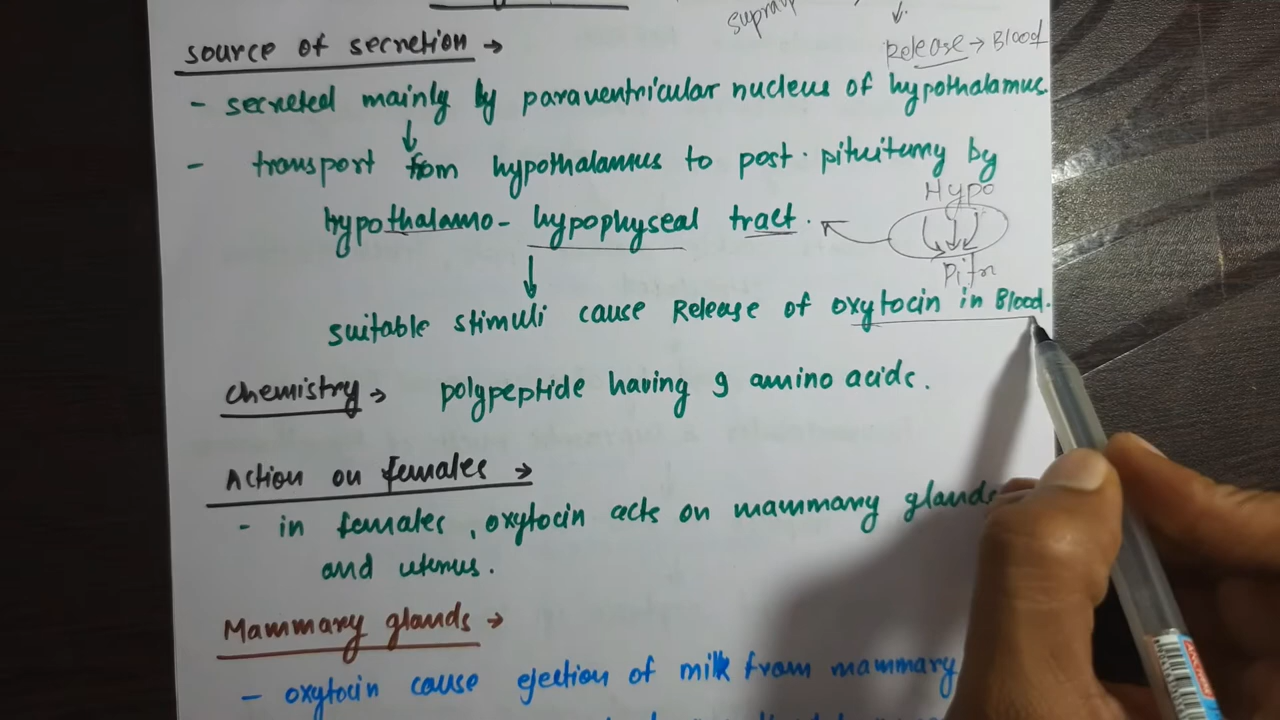 suprap
Release → Blood
source of secretion →
- secreted mainly by paraventricular nucleus of hypothalamus.
↓
- transport from hypothalamus to post. pituitary by
Hypo
hypothalamo - hypophyseal tract.
Pitu
↓
suitable stimuli cause Release of oxytocin in Blood.
chemistry → polypeptide having 9 amino acids.
Action on females →
- in females, oxytocin acts on mammary glands
and uterus.
Mammary glands →
- oxytocin cause ejection of milk from mammary